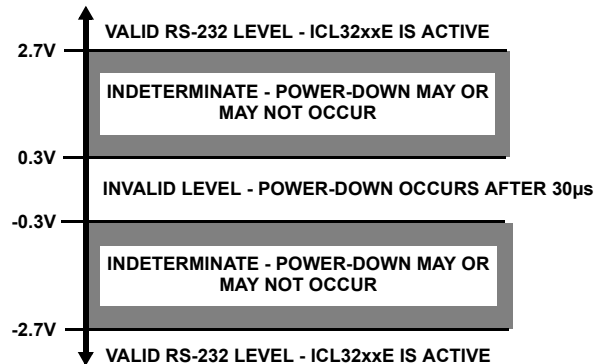 VALID RS-232 LEVEL - ICL32xxE IS ACTIVE
2.7V
INDETERMINATE - POWER-DOWN MAY OR
MAY NOT OCCUR
0.3V
INVALID LEVEL - POWER-DOWN OCCURS AFTER 30µs
-0.3V
INDETERMINATE - POWER-DOWN MAY OR
MAY NOT OCCUR
-2.7V
VALID RS-232 LEVEL - ICL32xxE IS ACTIVE